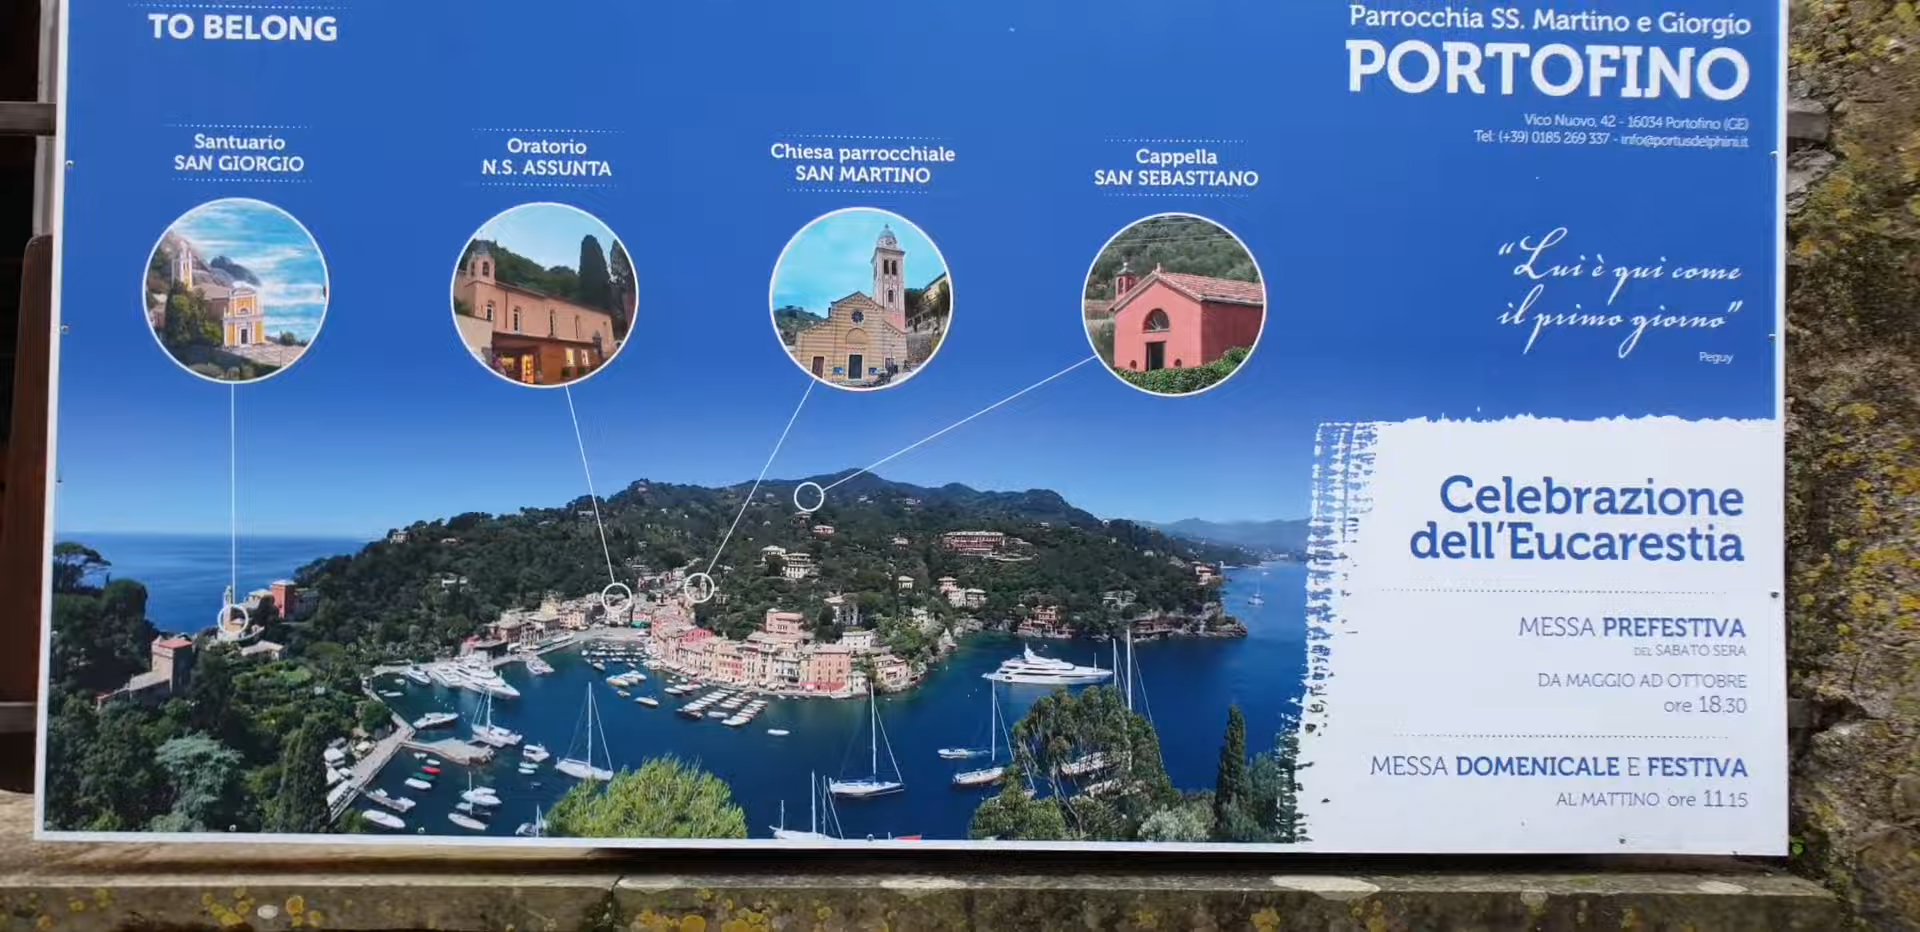 TO BELONG
Parrocchia SS. Martino e Giorgio
PORTOFINO
Vico Nuovo, 42 - 16034 Portofino (GE)
Tel: (+39) 0185 269 337 - info@portusdelphini.it
Santuario
SAN GIORGIO
Oratorio
N.S. ASSUNTA
Chiesa parrocchiale
SAN MARTINO
Cappella
SAN SEBASTIANO
“Lui è qui come
il primo giorno”
Peguy
Celebrazione
dell'Eucarestia
MESSA PREFESTIVA
DEL SABATO SERA
DA MAGGIO AD OTTOBRE
ore 18.30
MESSA DOMENICALE E FESTIVA
AL MATTINO ore 11.15